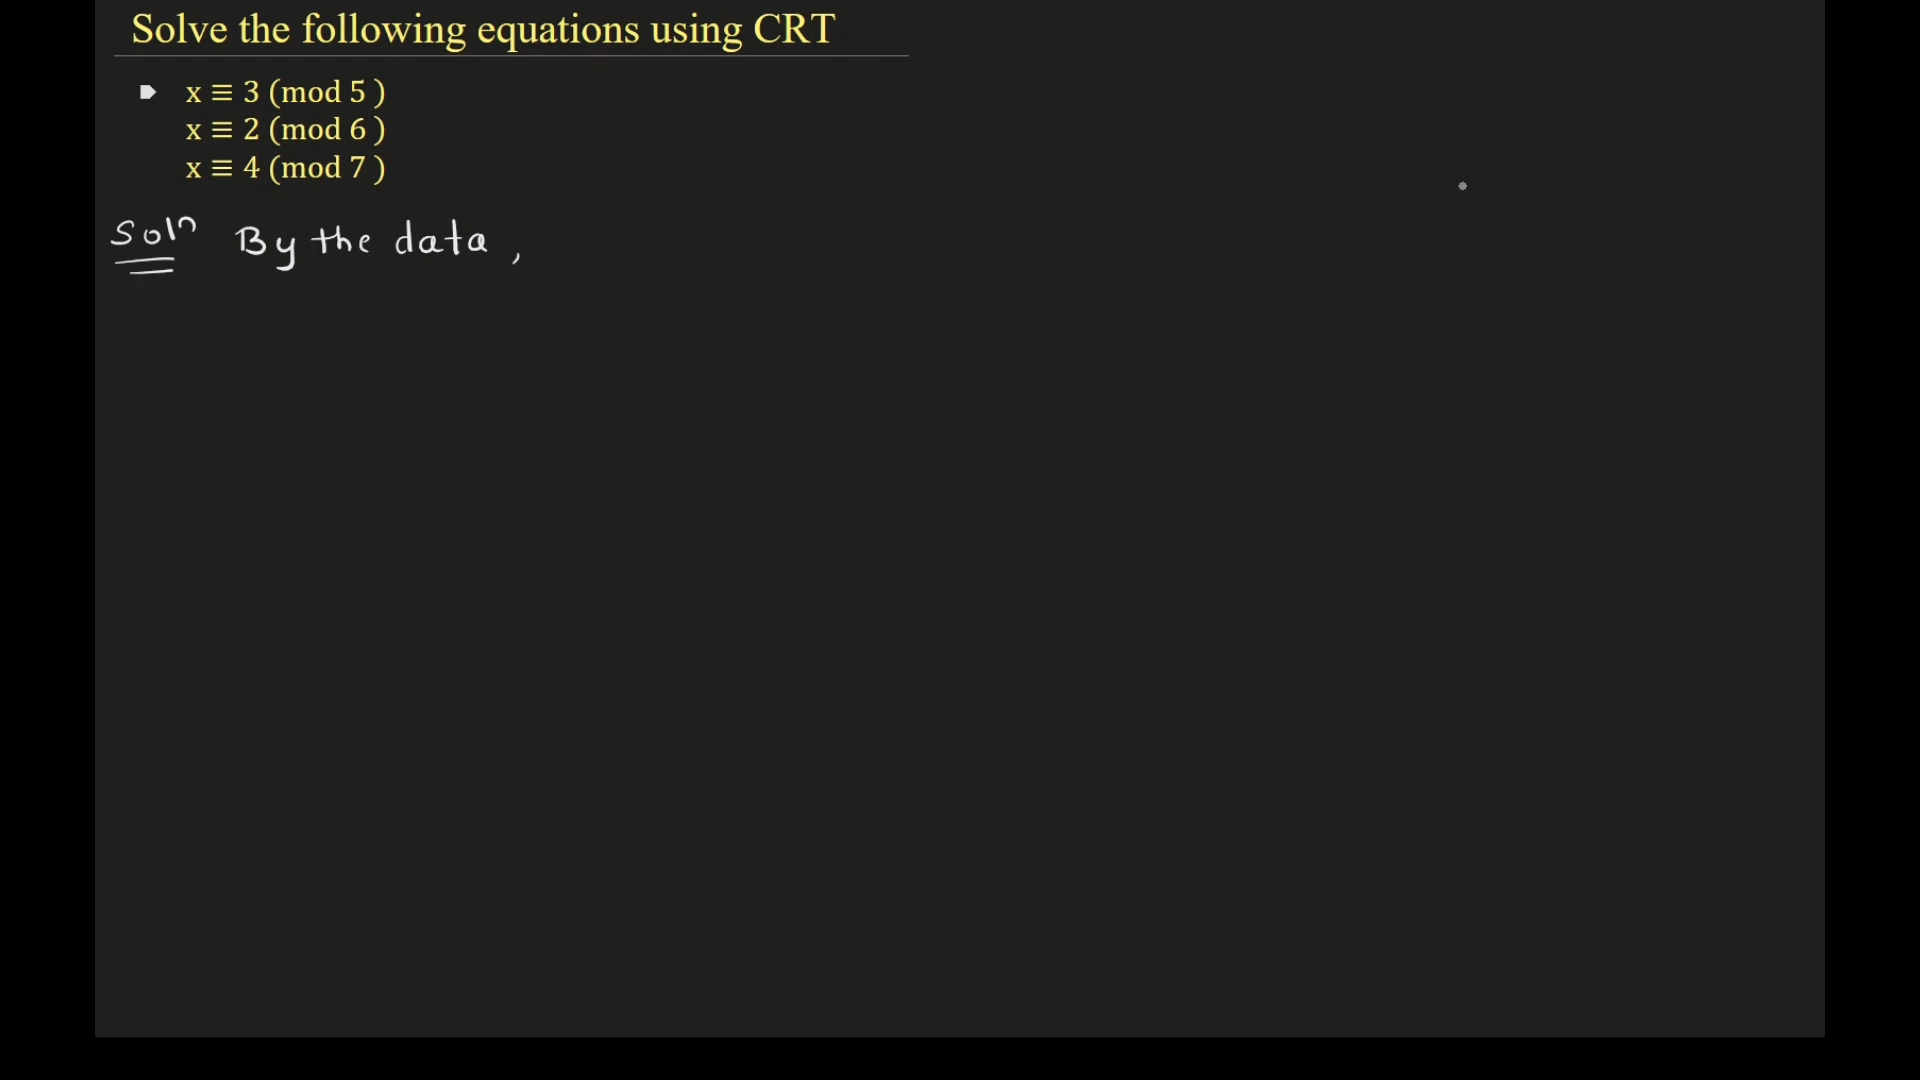 Solve the following equations using CRT
x ≡ 3 (mod 5 )
x ≡ 2 (mod 6 )
x ≡ 4 (mod 7 )
Soln By the data ,